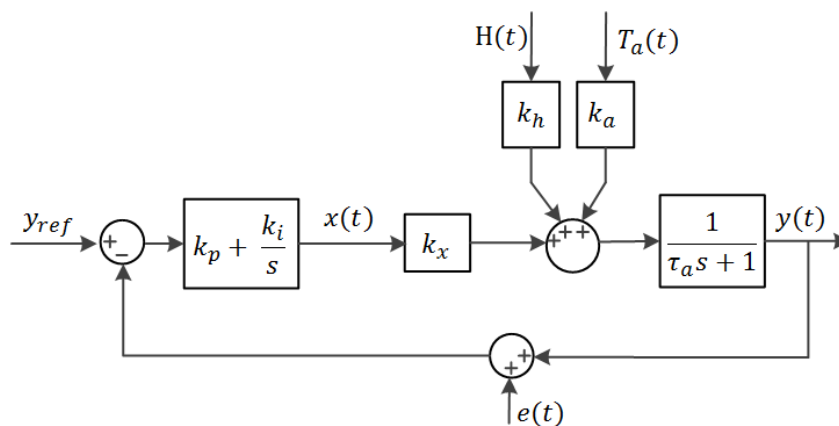 H(t) T_a(t)
k_h k_a
y_ref + − k_p + k_i/s x(t) k_x + + + 1/(τ_a s + 1) y(t)
+ +
e(t)